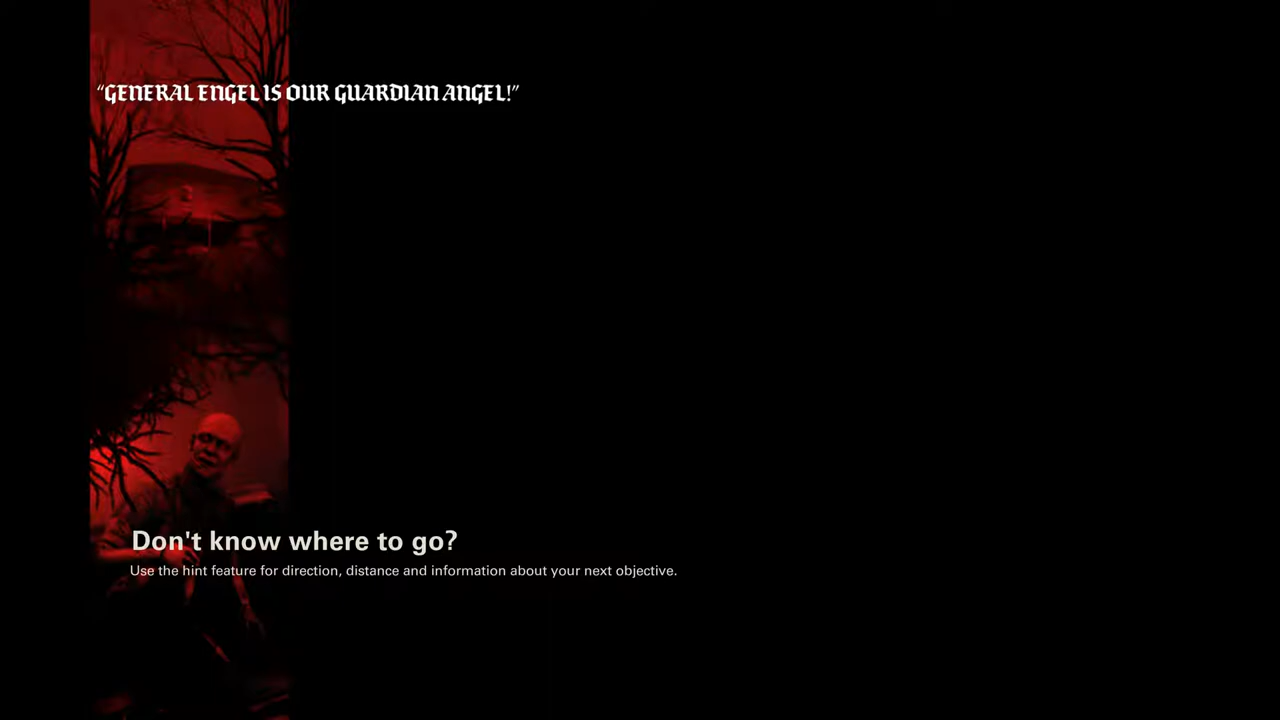 “GENERAL ENGEL IS OUR GUARDIAN ANGEL!”
Don't know where to go?
Use the hint feature for direction, distance and information about your next objective.